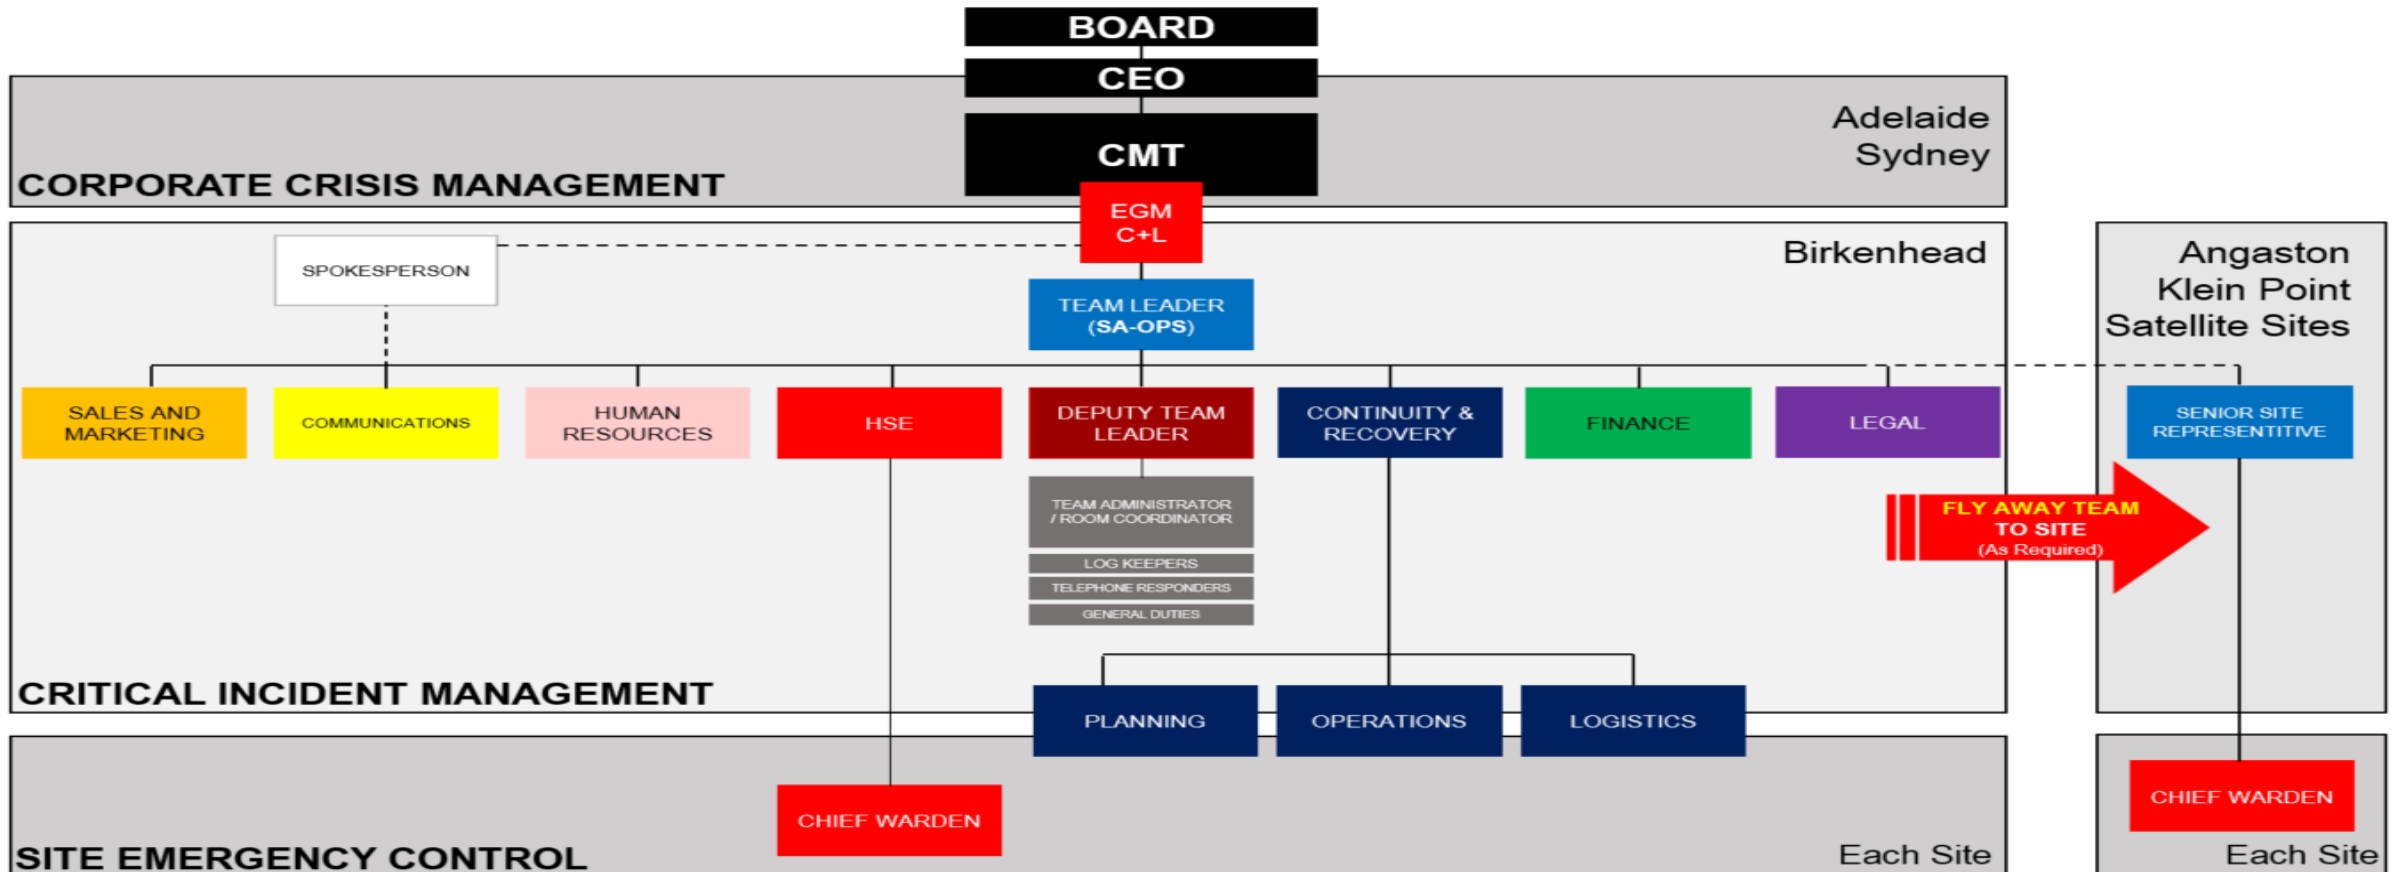 BOARD
CEO
CMT
Adelaide
Sydney
CORPORATE CRISIS MANAGEMENT
EGM
C+L
SPOKESPERSON
Birkenhead
Angaston
Klein Point
Satellite Sites
TEAM LEADER
(SA-OPS)
SALES AND
MARKETING
COMMUNICATIONS
HUMAN
RESOURCES
HSE
DEPUTY TEAM
LEADER
CONTINUITY &
RECOVERY
FINANCE
LEGAL
SENIOR SITE
REPRESENTITIVE
TEAM ADMINISTRATOR
/ ROOM COORDINATOR
LOG KEEPERS
TELEPHONE RESPONDERS
GENERAL DUTIES
FLY AWAY TEAM
TO SITE
(As Required)
CRITICAL INCIDENT MANAGEMENT
PLANNING
OPERATIONS
LOGISTICS
CHIEF WARDEN
CHIEF WARDEN
SITE EMERGENCY CONTROL
Each Site
Each Site